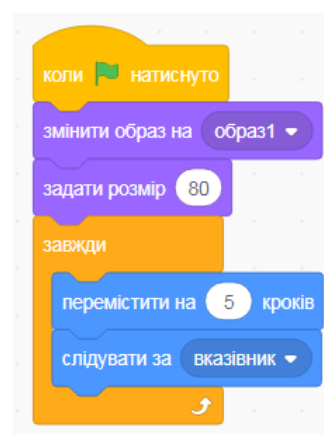 коли натиснуто
змінити образ на образ1
задати розмір 80
завжди
перемістити на 5 кроків
слідувати за вказівник